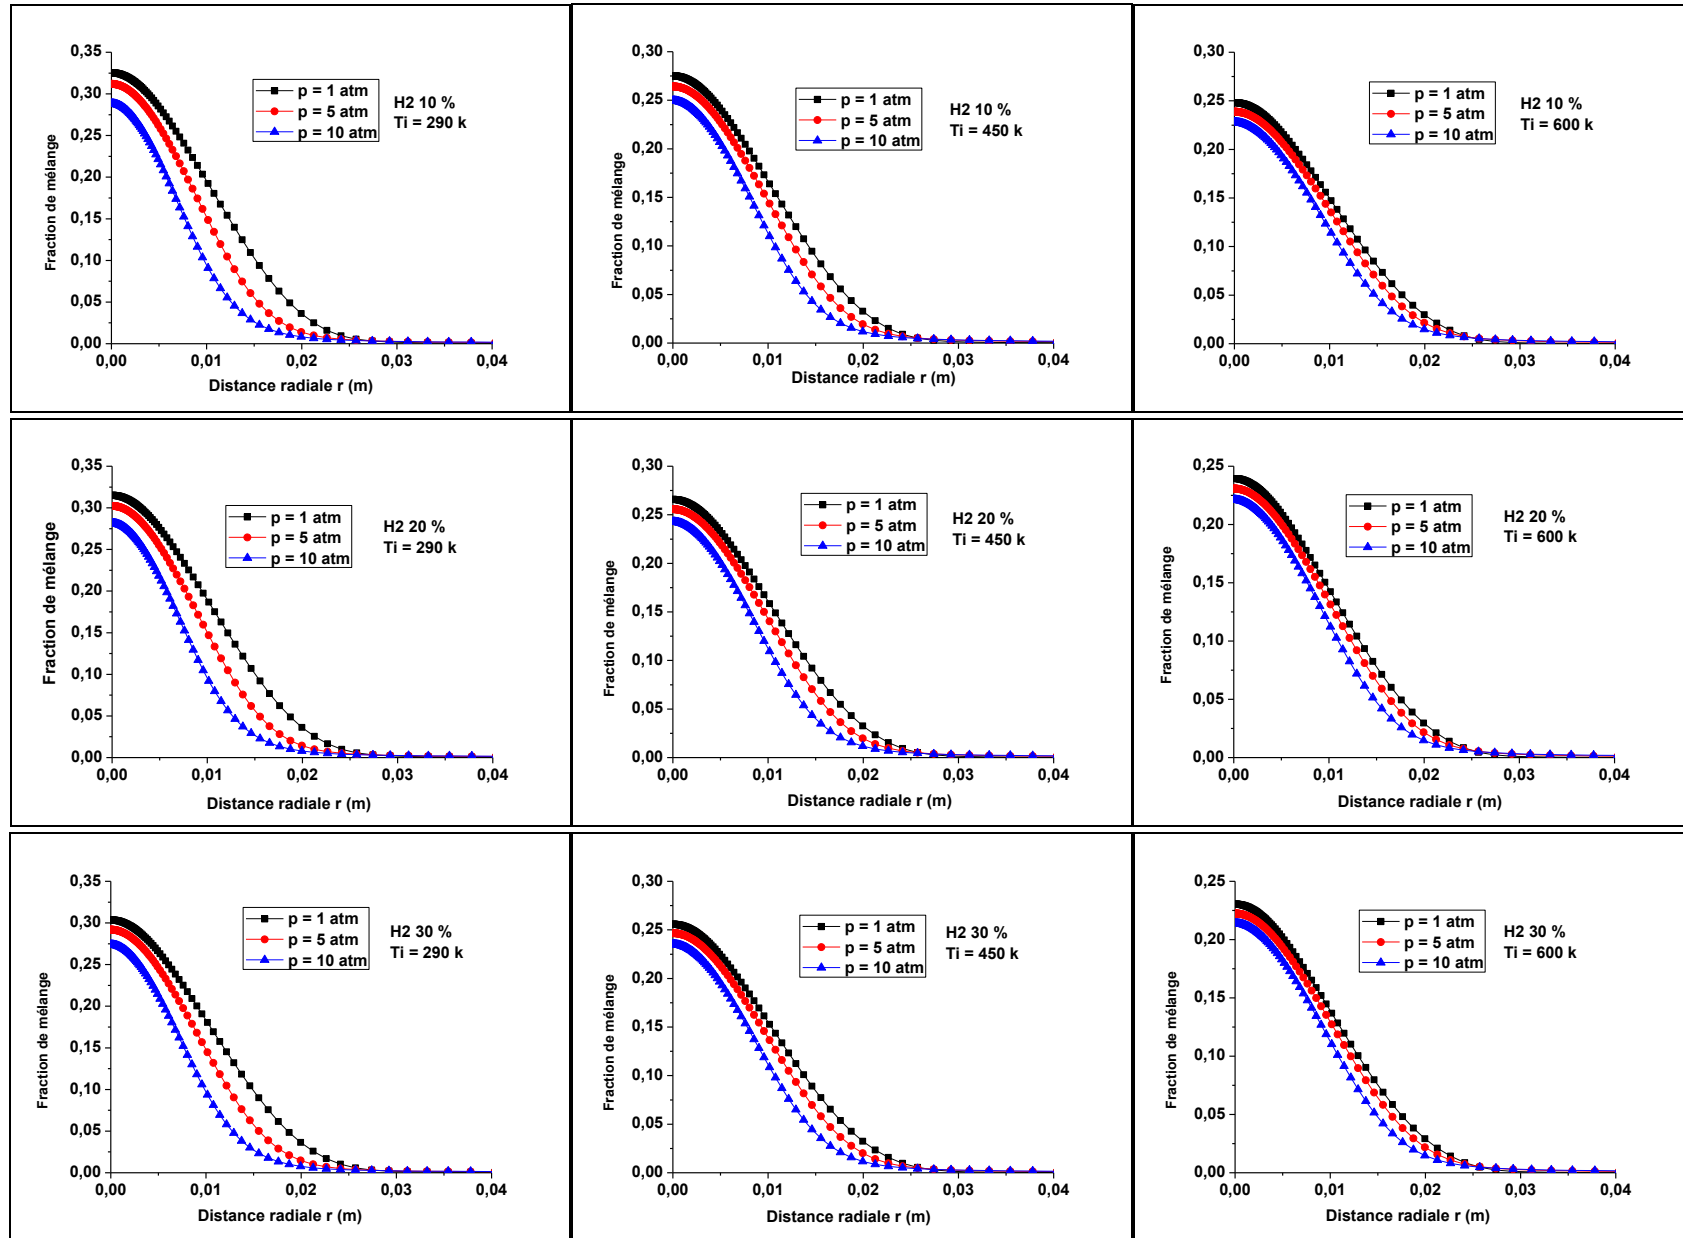 0,35
0,30
0,25
0,20
0,15
0,10
0,05
0,00
Fraction de mélange
p = 1 atm
p = 5 atm
p = 10 atm
H2 10 %
Ti = 290 k
0,00 0,01 0,02 0,03 0,04
Distance radiale r (m)
0,30
0,25
0,20
0,15
0,10
0,05
0,00
Fraction de mélange
p = 1 atm
p = 5 atm
p = 10 atm
H2 10 %
Ti = 450 k
0,00 0,01 0,02 0,03 0,04
Distance radiale r (m)
0,30
0,25
0,20
0,15
0,10
0,05
0,00
Fraction de mélange
p = 1 atm
p = 5 atm
p = 10 atm
H2 10 %
Ti = 600 k
0,00 0,01 0,02 0,03 0,04
Distance radiale r (m)
0,35
0,30
0,25
0,20
0,15
0,10
0,05
0,00
Fraction de mélange
p = 1 atm
p = 5 atm
p = 10 atm
H2 20 %
Ti = 290 k
0,00 0,01 0,02 0,03 0,04
Distance radiale r (m)
0,30
0,25
0,20
0,15
0,10
0,05
0,00
Fraction de mélange
p = 1 atm
p = 5 atm
p = 10 atm
H2 20 %
Ti = 450 k
0,00 0,01 0,02 0,03 0,04
Distance radiale r (m)
0,25
0,20
0,15
0,10
0,05
0,00
Fraction de mélange
p = 1 atm
p = 5 atm
p = 10 atm
H2 20 %
Ti = 600 k
0,00 0,01 0,02 0,03 0,04
Distance radiale r (m)
0,35
0,30
0,25
0,20
0,15
0,10
0,05
0,00
Fraction de mélange
p = 1 atm
p = 5 atm
p = 10 atm
H2 30 %
Ti = 290 k
0,00 0,01 0,02 0,03 0,04
Distance radiale r (m)
0,30
0,25
0,20
0,15
0,10
0,05
0,00
Fraction de mélange
p = 1 atm
p = 5 atm
p = 10 atm
H2 30 %
Ti = 450 k
0,00 0,01 0,02 0,03 0,04
Distance radiale r (m)
0,25
0,20
0,15
0,10
0,05
0,00
Fraction de mélange
p = 1 atm
p = 5 atm
p = 10 atm
H2 30 %
Ti = 600 k
0,00 0,01 0,02 0,03 0,04
Distance radiale r (m)